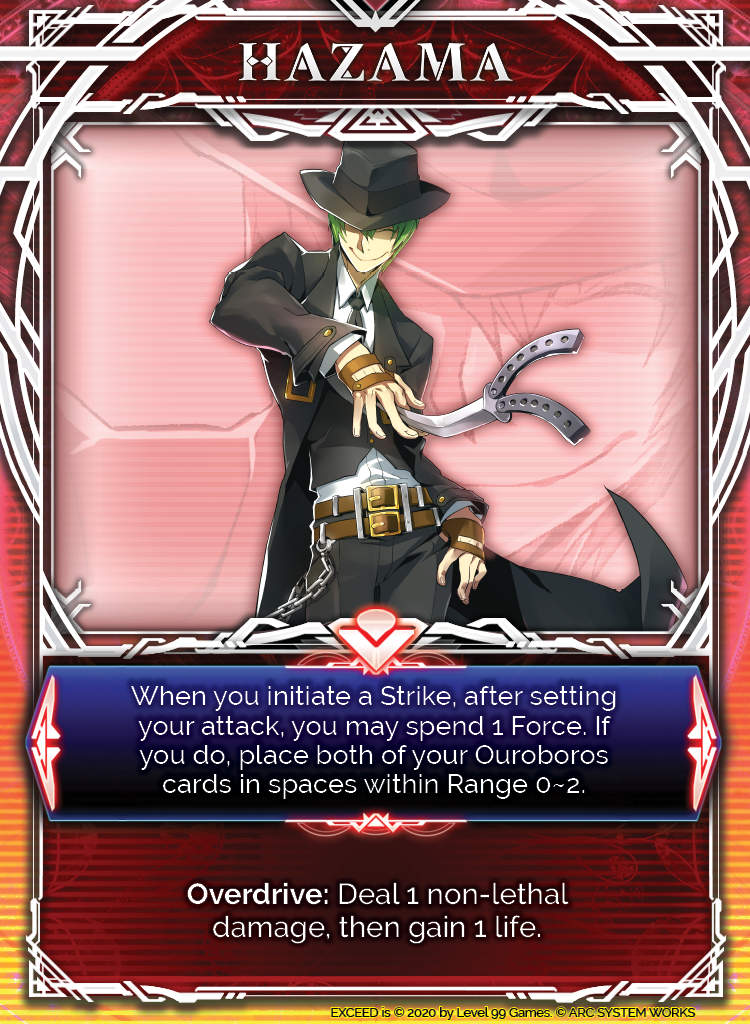 HAZAMA
When you initiate a Strike, after setting
your attack, you may spend 1 Force. If
you do, place both of your Ouroboros
cards in spaces within Range 0~2.
Overdrive: Deal 1 non-lethal
damage, then gain 1 life.
EXCEED is © 2020 by Level 99 Games. © ARC SYSTEM WORKS